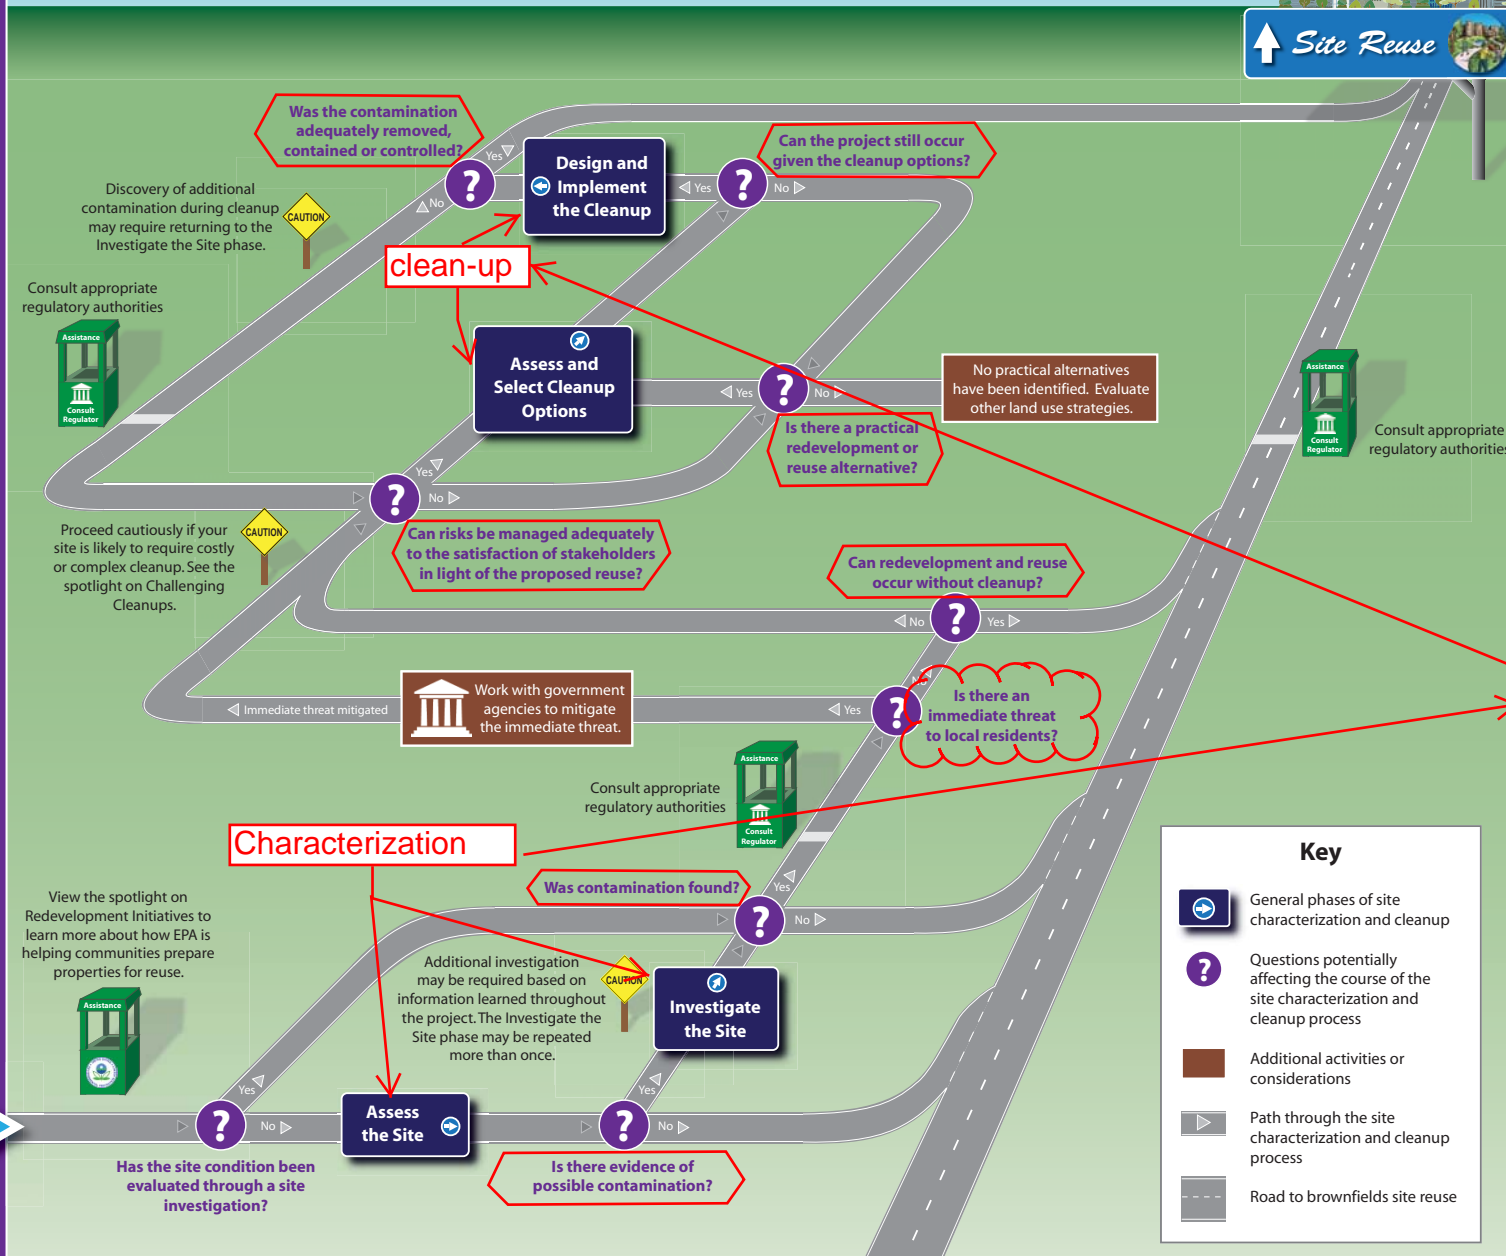 Site Reuse
Was the contamination
adequately removed,
contained or controlled?
Yes
Design and
Implement
the Cleanup
Yes
No
Can the project still occur
given the cleanup options?
Discovery of additional
contamination during cleanup
may require returning to the
Investigate the Site phase.
CAUTION
No
clean-up
Consult appropriate
regulatory authorities
Assistance
Consult
Regulator
Assess and
Select Cleanup
Options
Yes
No
No practical alternatives
have been identified. Evaluate
other land use strategies.
Is there a practical
redevelopment or
reuse alternative?
Assistance
Consult
Regulator
Consult appropriate
regulatory authorities
Yes
No
Proceed cautiously if your
site is likely to require costly
or complex cleanup. See the
spotlight on Challenging
Cleanups.
CAUTION
Can risks be managed adequately
to the satisfaction of stakeholders
in light of the proposed reuse?
Can redevelopment and reuse
occur without cleanup?
No
Yes
Immediate threat mitigated
Work with government
agencies to mitigate
the immediate threat.
Yes
Is there an
immediate threat
to local residents?
Consult appropriate
regulatory authorities
Assistance
Consult
Regulator
Characterization
Was contamination found?
Yes
No
View the spotlight on
Redevelopment Initiatives to
learn more about how EPA is
helping communities prepare
properties for reuse.
Assistance
Additional investigation
may be required based on
information learned throughout
the project. The Investigate the
Site phase may be repeated
more than once.
CAUTION
Investigate
the Site
Yes
No
Assess
the Site
Yes
No
Has the site condition been
evaluated through a site
investigation?
Is there evidence of
possible contamination?
Key
General phases of site
characterization and cleanup
Questions potentially
affecting the course of the
site characterization and
cleanup process
Additional activities or
considerations
Path through the site
characterization and cleanup
process
Road to brownfields site reuse